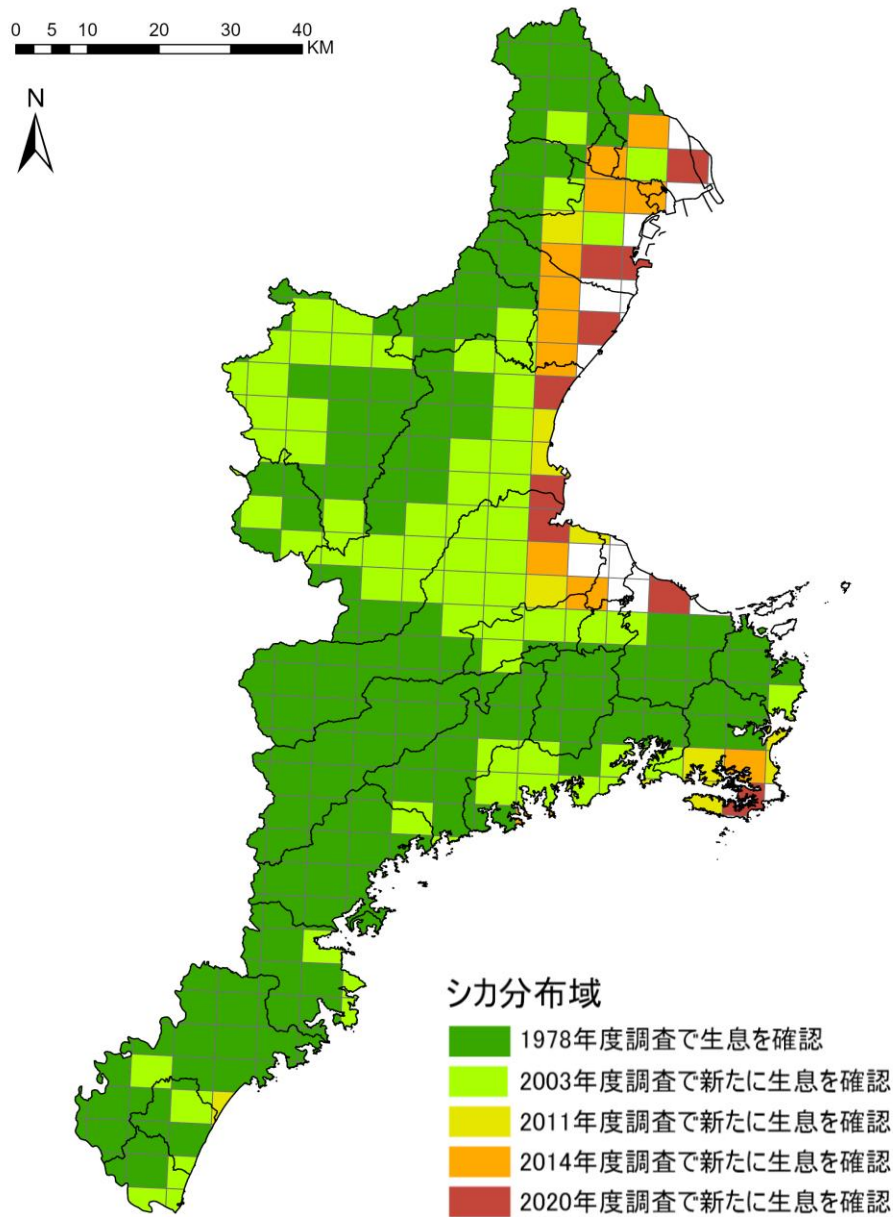 0 5 10 20 30 40
KM
N
シカ分布域
1978年度調査で生息を確認
2003年度調査で新たに生息を確認
2011年度調査で新たに生息を確認
2014年度調査で新たに生息を確認
2020年度調査で新たに生息を確認